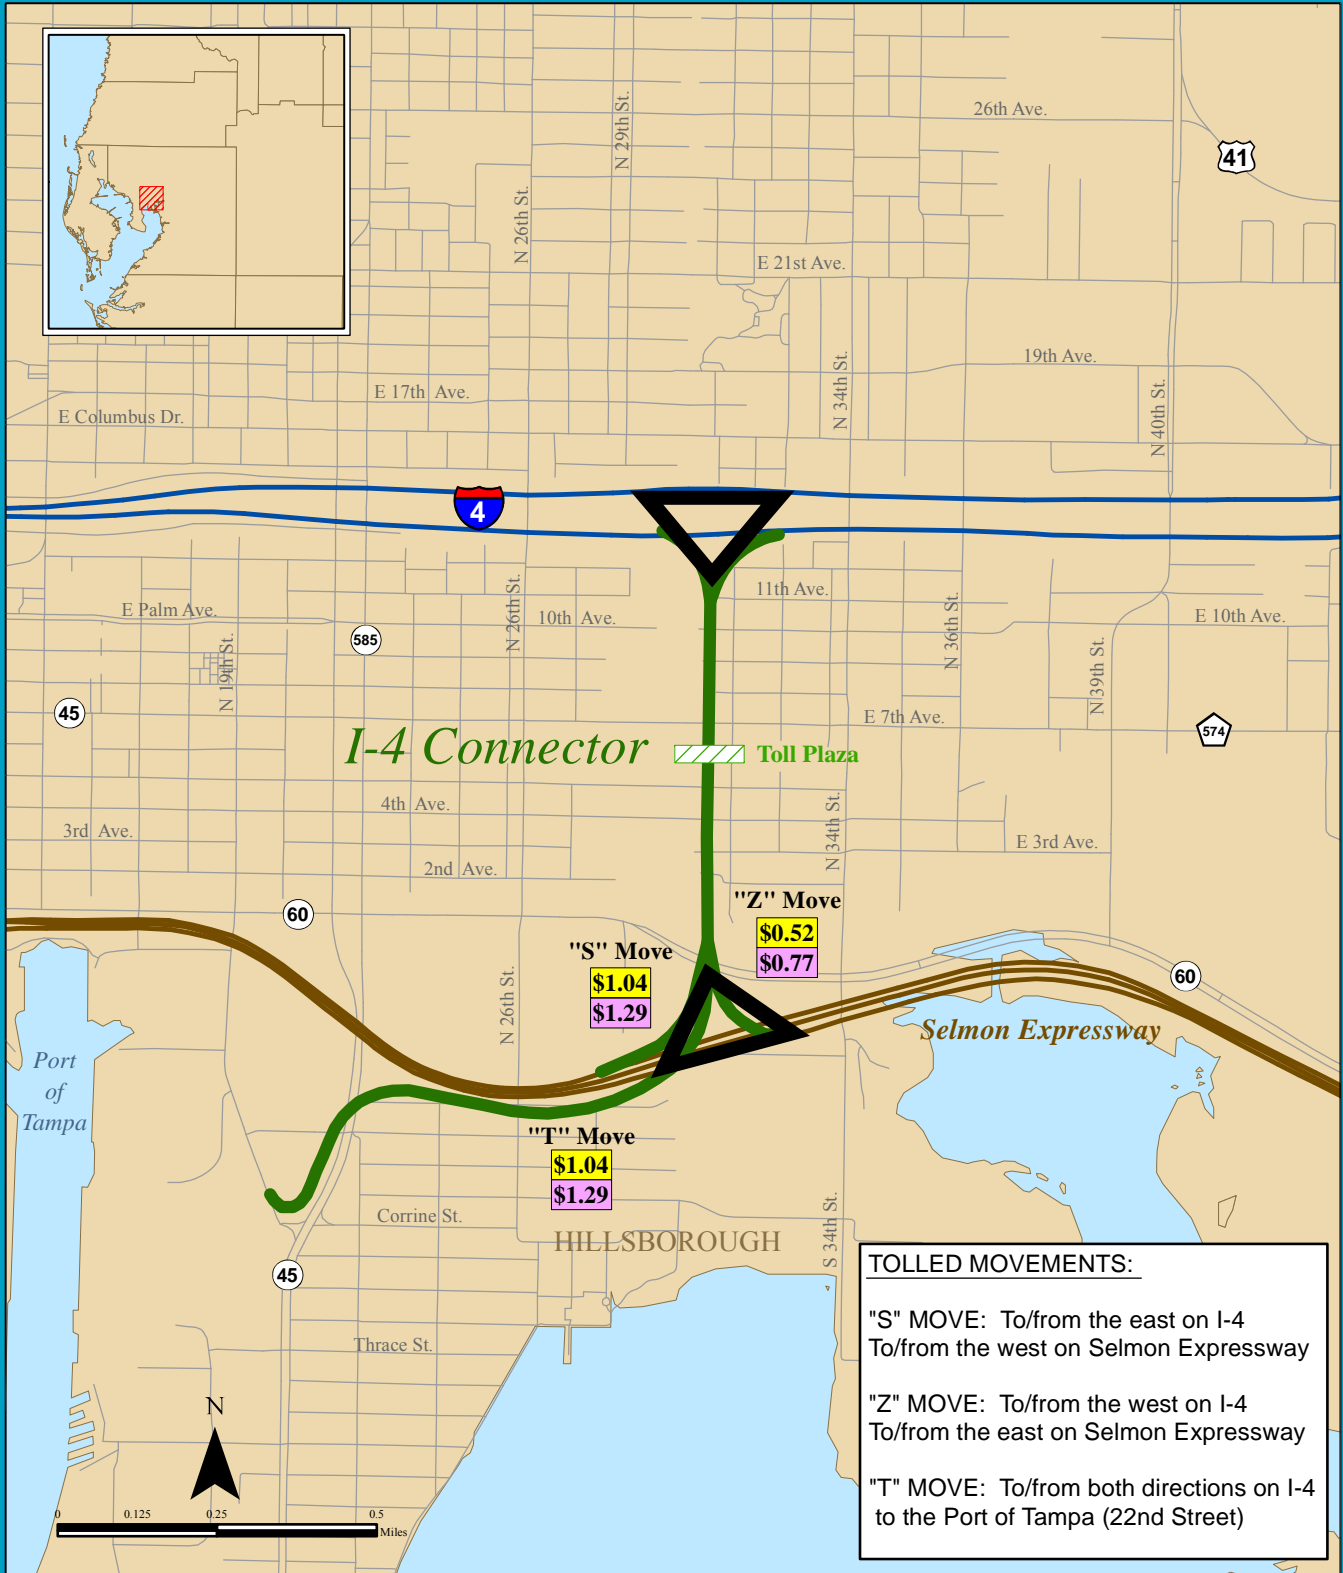 26th Ave.
N 29th St.
41
N 26th St.
E 21st Ave.
19th Ave.
N 34th St.
E 17th Ave.
N 40th St.
E Columbus Dr.
4
11th Ave.
E Palm Ave.
N 26th St.
10th Ave.
N 36th St.
E 10th Ave.
585
N 19th St.
N 39th St.
45
E 7th Ave.
574
I-4 Connector
Toll Plaza
4th Ave.
3rd Ave.
N 34th St.
E 3rd Ave.
2nd Ave.
60
"Z" Move
$0.52
$0.77
"S" Move
$1.04
$1.29
60
N 26th St.
Selmon Expressway
Port
of
Tampa
"T" Move
$1.04
$1.29
Corrine St.
HILLSBOROUGH
S 34th St.
45
Thrace St.
N
0 0.125 0.25 0.5
Miles
TOLLED MOVEMENTS:
"S" MOVE: To/from the east on I-4
To/from the west on Selmon Expressway
"Z" MOVE: To/from the west on I-4
To/from the east on Selmon Expressway
"T" MOVE: To/from both directions on I-4
to the Port of Tampa (22nd Street)